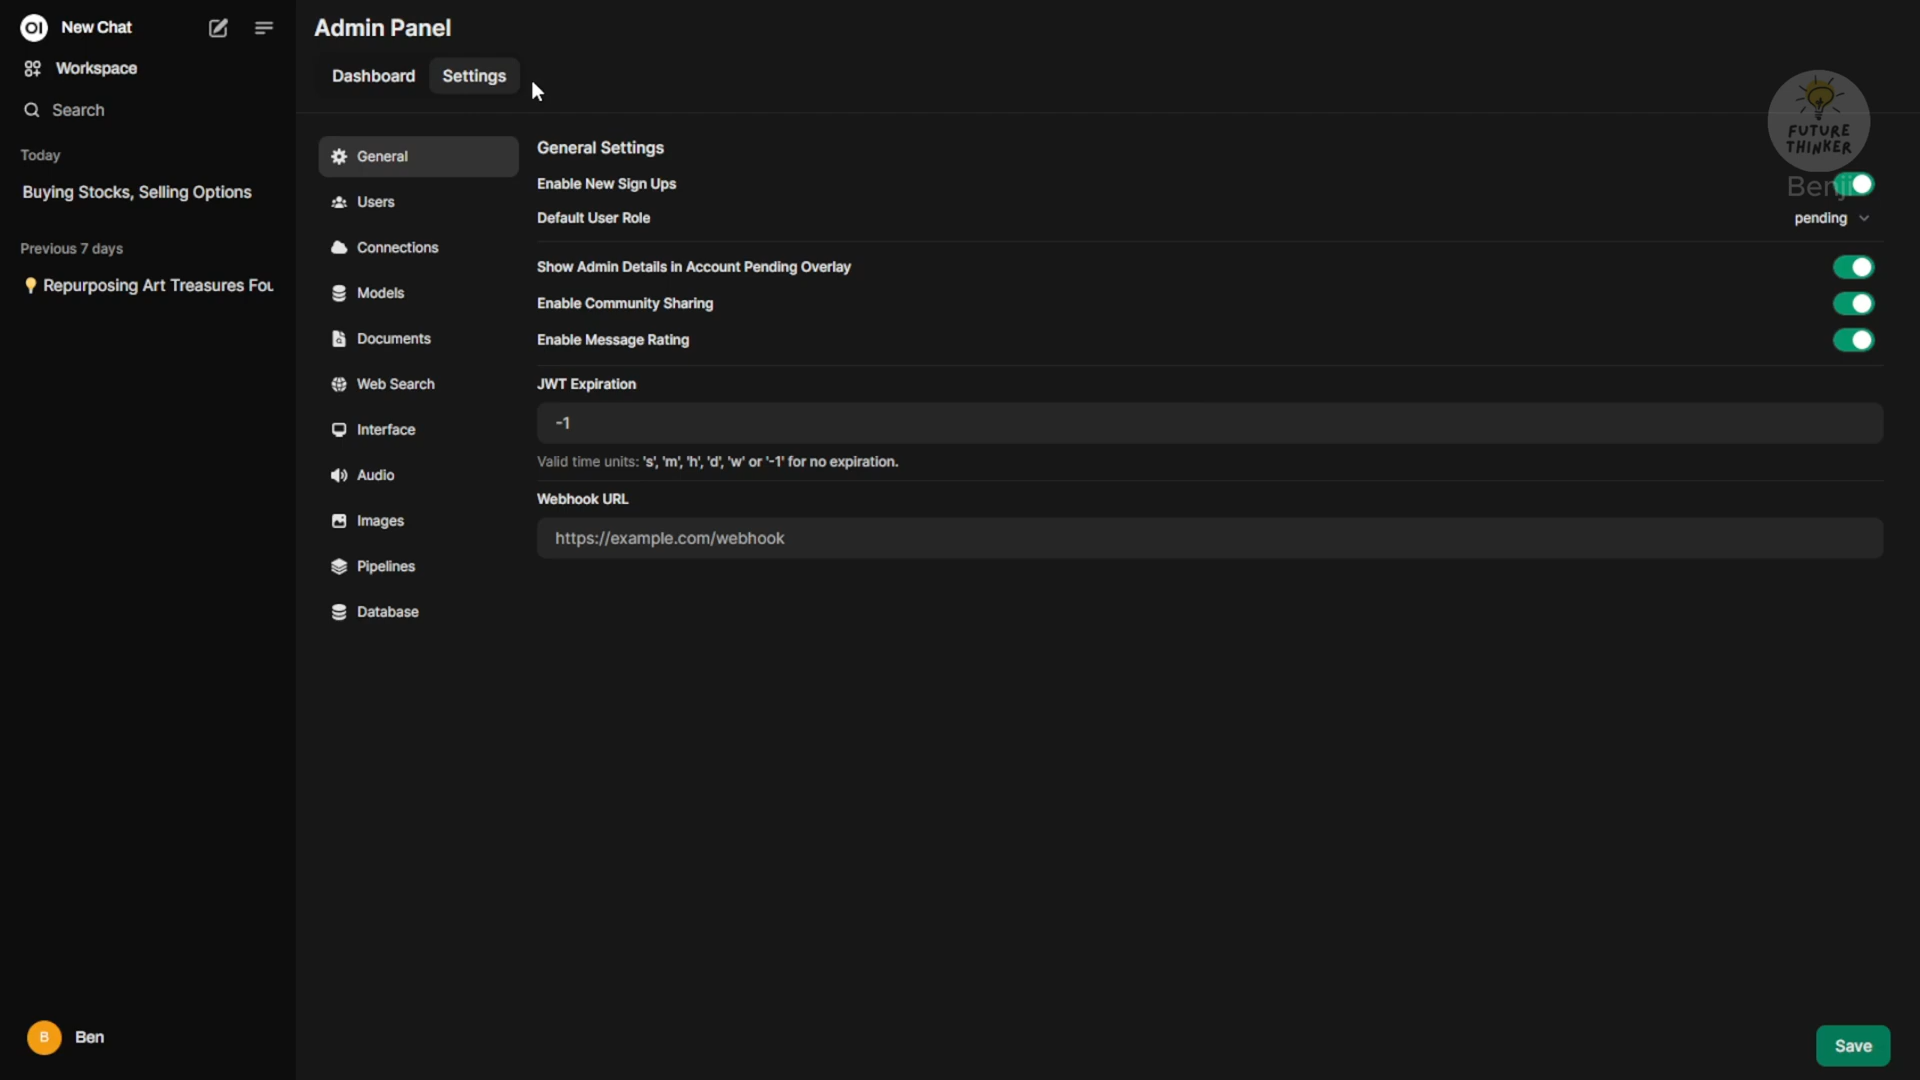 OI New Chat
Workspace
Search
Today
Buying Stocks, Selling Options
Previous 7 days
Repurposing Art Treasures Fou
B Ben
Admin Panel
Dashboard Settings
General
Users
Connections
Models
Documents
Web Search
Interface
Audio
Images
Pipelines
Database
General Settings
Enable New Sign Ups
Default User Role pending
Show Admin Details in Account Pending Overlay
Enable Community Sharing
Enable Message Rating
JWT Expiration
-1
Valid time units: 's', 'm', 'h', 'd', 'w' or '-1' for no expiration.
Webhook URL
https://example.com/webhook
Save
FUTURE
THINKER
Benji